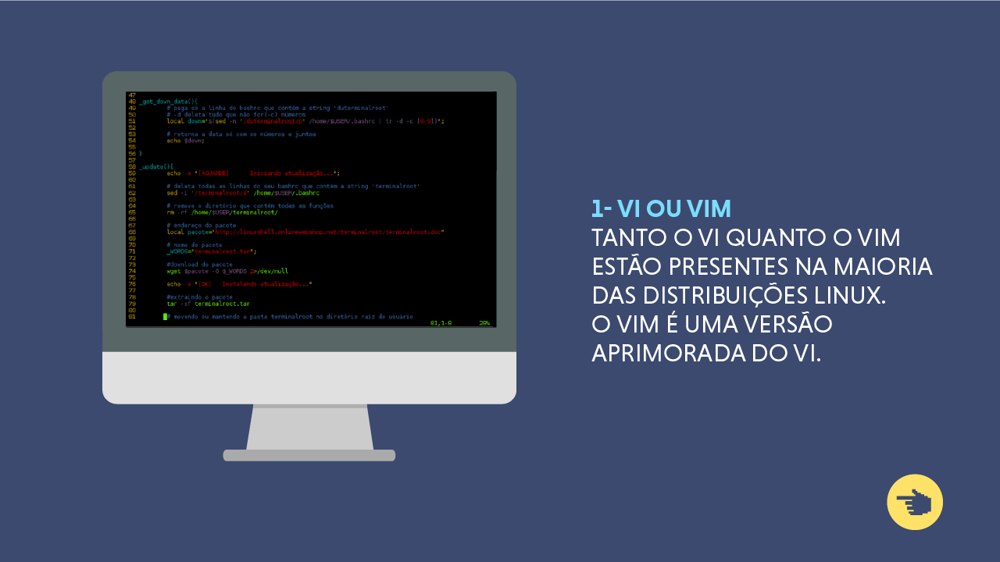 47
48 _get_down_data(){
49 # pega só a linha do bashrc que contém a string 'duterminalroot'
50 # -d deleta tudo que não for(-c) números
51 local down="$(sed -n '/duterminalroot/p' /home/$USER/.bashrc | tr -d -c [0-9])";
52
53 # retorna a data só com os números e juntos
54 echo $down;
55
56 }
57
58 _update(){
59 echo -e "[AGUARDE] Iniciando atualização...";
60
61 # deleta todas as linhas do seu bashrc que contém a string 'terminalroot'
62 sed -i '/terminalroot/d' /home/$USER/.bashrc
63
64 # remove o diretório que contém todas as funções
65 rm -rf /home/$USER/terminalroot/
66
67 # endereço do pacote
68 local pacote="http://linuxshell.onlinewebshop.net/terminalroot/terminalroot.doc"
69
70 # nome do pacote
71 _WORDS="terminalroot.tar";
72
73 #download do pacote
74 wget $pacote -O $_WORDS 2>/dev/null
75
76 echo -e "[OK] Instalando atualização..."
77
78 #extraindo o pacote
79 tar -xf terminalroot.tar
80
81 # movendo ou mantendo a pasta terminalroot no diretório raiz do usuário
81,1-8 28%
1- VI OU VIM
TANTO O VI QUANTO O VIM
ESTÃO PRESENTES NA MAIORIA
DAS DISTRIBUIÇÕES LINUX.
O VIM É UMA VERSÃO
APRIMORADA DO VI.